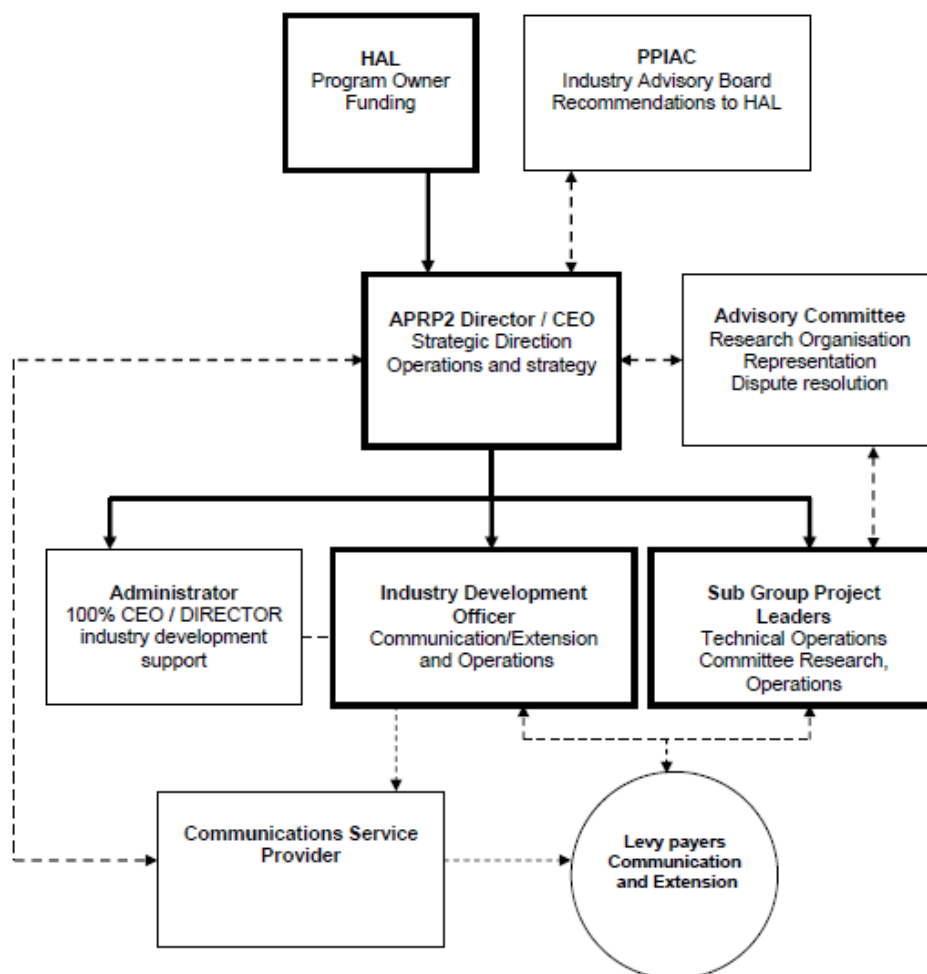 HAL
Program Owner
Funding
PPIAC
Industry Advisory Board
Recommendations to HAL
APRP2 Director / CEO
Strategic Direction
Operations and strategy
Advisory Committee
Research Organisation
Representation
Dispute resolution
Administrator
100% CEO / DIRECTOR
industry development
support
Industry Development
Officer
Communication/Extension
and Operations
Sub Group Project
Leaders
Technical Operations
Committee Research,
Operations
Communications Service
Provider
Levy payers
Communication
and Extension